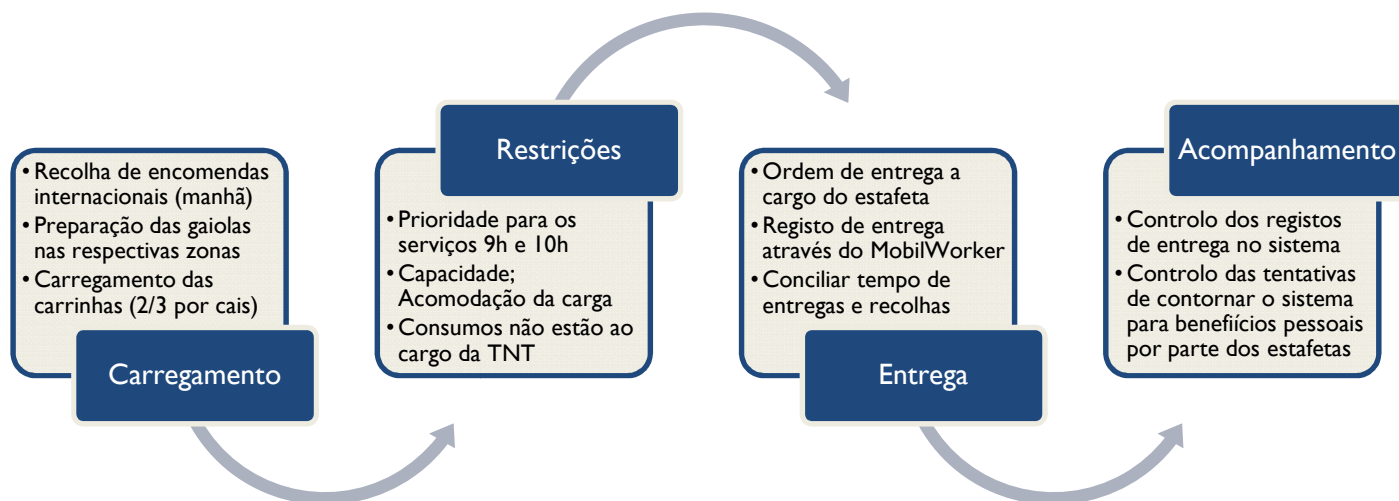 • Recolha de encomendas
internacionais (manhã)
• Preparação das gaiolas
nas respectivas zonas
• Carregamento das
carrinhas (2/3 por cais)
Carregamento
Restrições
• Prioridade para os
serviços 9h e 10h
• Capacidade;
Acomodação da carga
• Consumos não estão ao
cargo da TNT
• Ordem de entrega a
cargo do estafeta
• Registo de entrega
através do MobilWorker
• Conciliar tempo de
entregas e recolhas
Entrega
Acompanhamento
• Controlo dos registos
de entrega no sistema
• Controlo das tentativas
de contornar o sistema
para benefiícios pessoais
por parte dos estafetas